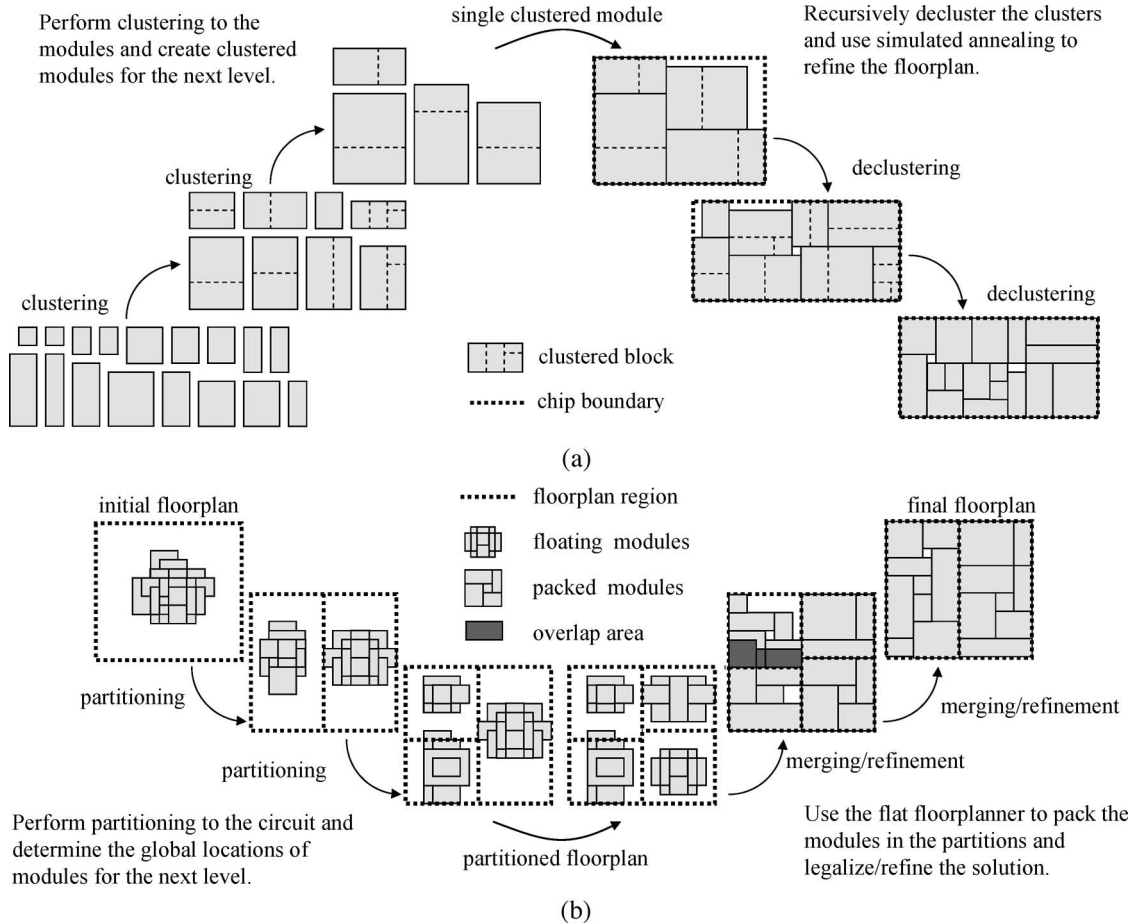 Perform clustering to the
modules and create clustered
modules for the next level.
single clustered module
Recursively decluster the clusters
and use simulated annealing to
refine the floorplan.
clustering
declustering
clustering
declustering
clustered block
chip boundary
(a)
initial floorplan
floorplan region
final floorplan
floating modules
packed modules
overlap area
partitioning
merging/refinement
partitioning
merging/refinement
Perform partitioning to the circuit and
determine the global locations of
modules for the next level.
partitioned floorplan
Use the flat floorplanner to pack the
modules in the partitions and
legalize/refine the solution.
(b)